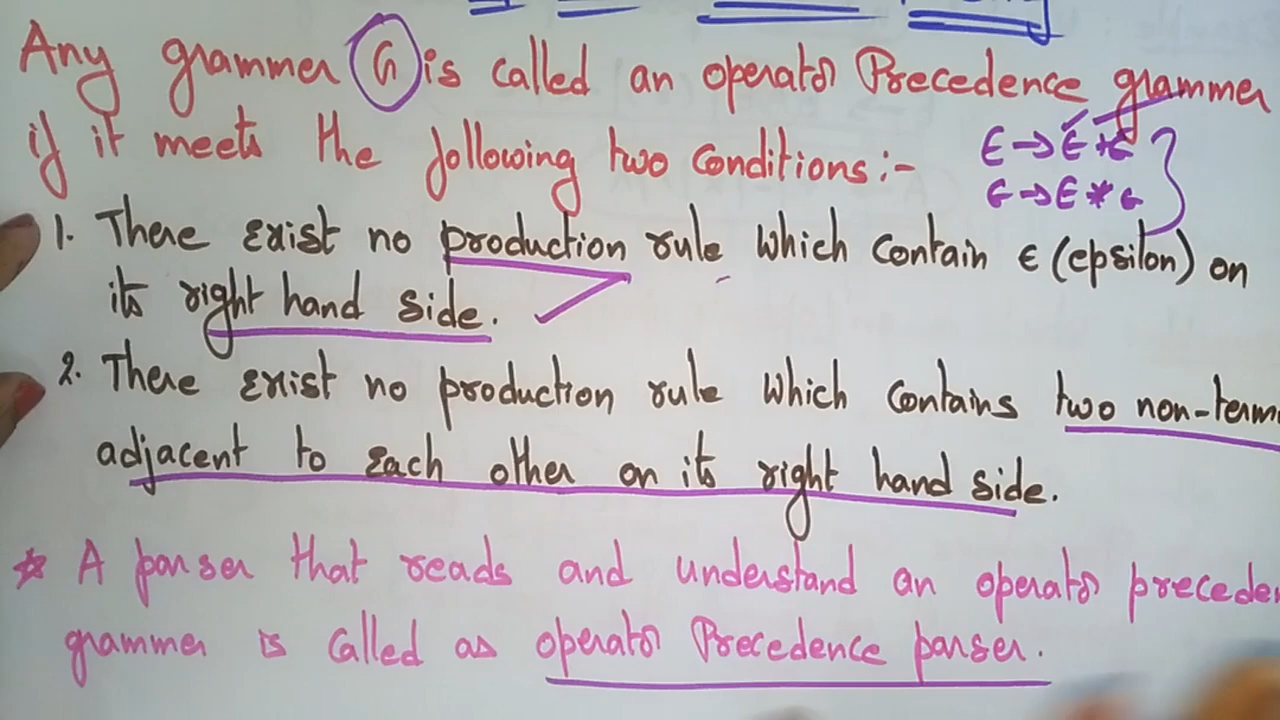 Any grammer G is called an operator Precedence grammer
if it meets the following two conditions :-
E → E + E
E → E * E
1. There exist no production rule which contain ε (epsilon) on
its right hand side.
2. There exist no production rule which contains two non-term
adjacent to each other on its right hand side.
* A parser that reads and understand an operator preceden
grammer is called as operator Precedence parser.